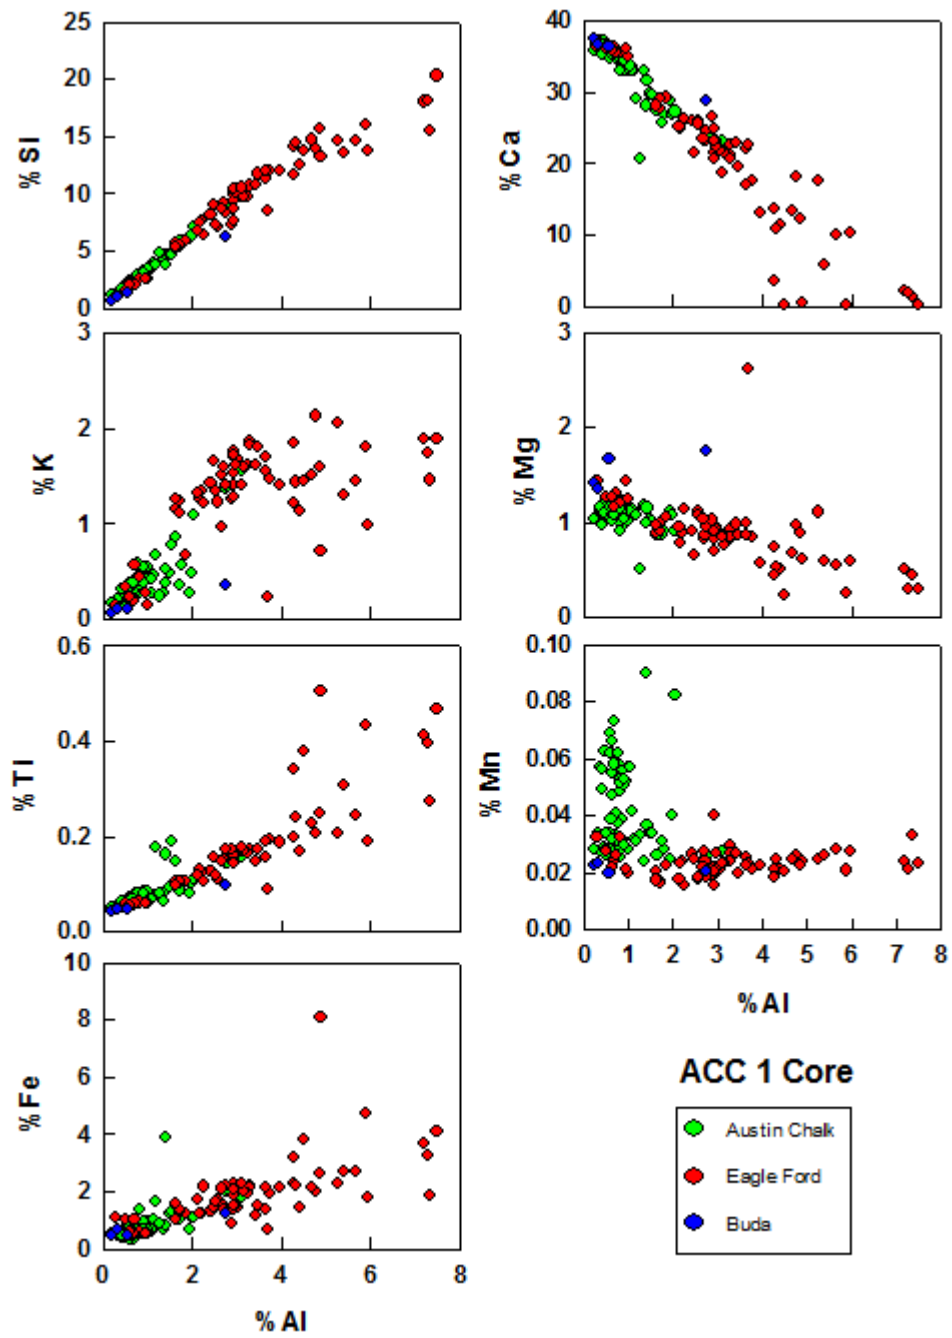 25
20
15
10
5
0
% SI
40
30
20
10
0
% Ca
3
2
1
0
% K
3
2
1
0
% Mg
0.6
0.4
0.2
0.0
% TI
0.10
0.08
0.06
0.04
0.02
0.00
% Mn
0 1 2 3 4 5 6 7 8
% Al
10
8
6
4
2
0
% Fe
0 2 4 6 8
% Al
ACC 1 Core
Austin Chalk
Eagle Ford
Buda